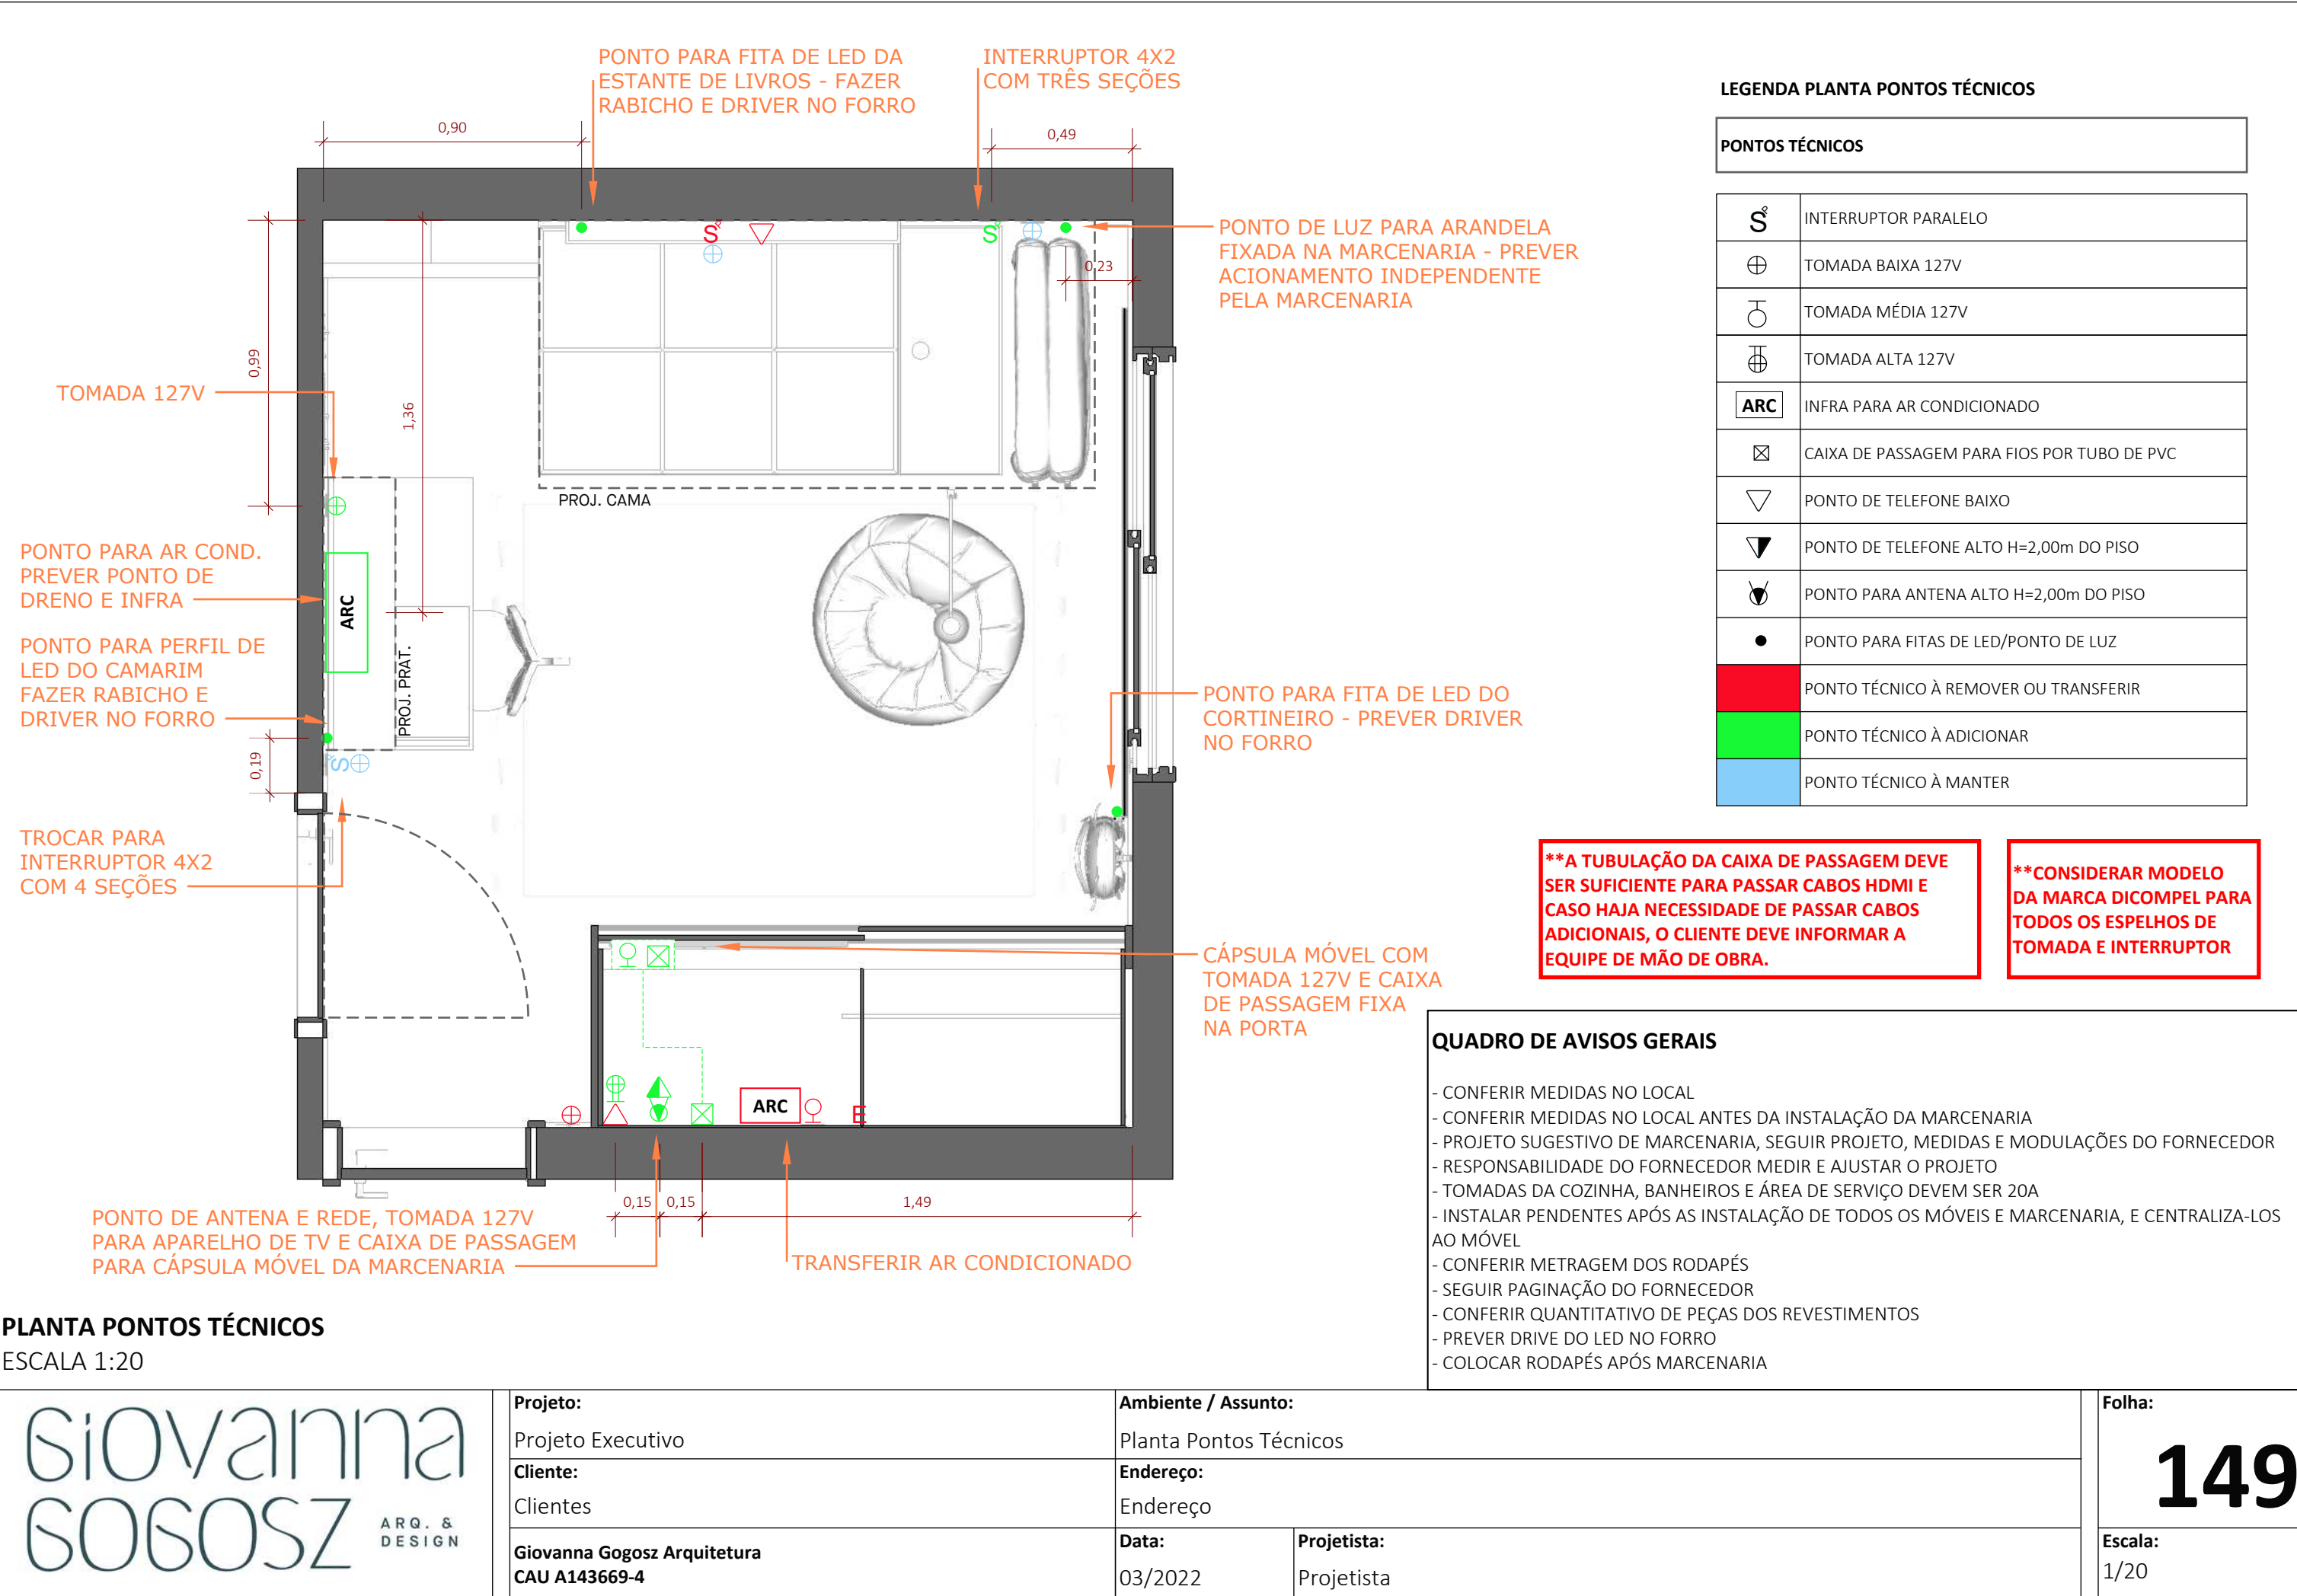 PONTO PARA FITA DE LED DA
ESTANTE DE LIVROS - FAZER
RABICHO E DRIVER NO FORRO
INTERRUPTOR 4X2
COM TRÊS SEÇÕES
0,90
0,49
S
S
PONTO DE LUZ PARA ARANDELA
FIXADA NA MARCENARIA - PREVER
ACIONAMENTO INDEPENDENTE
PELA MARCENARIA
0,23
0,99
1,36
TOMADA 127V
PROJ. CAMA
PONTO PARA AR COND.
PREVER PONTO DE
DRENO E INFRA
ARC
PROJ. PRAT.
PONTO PARA PERFIL DE
LED DO CAMARIM
FAZER RABICHO E
DRIVER NO FORRO
PONTO PARA FITA DE LED DO
CORTINEIRO - PREVER DRIVER
NO FORRO
0,19
S
TROCAR PARA
INTERRUPTOR 4X2
COM 4 SEÇÕES
CÁPSULA MÓVEL COM
TOMADA 127V E CAIXA
DE PASSAGEM FIXA
NA PORTA
ARC
E
0,15
0,15
1,49
PONTO DE ANTENA E REDE, TOMADA 127V
PARA APARELHO DE TV E CAIXA DE PASSAGEM
PARA CÁPSULA MÓVEL DA MARCENARIA
TRANSFERIR AR CONDICIONADO
LEGENDA PLANTA PONTOS TÉCNICOS
PONTOS TÉCNICOS
S INTERRUPTOR PARALELO
TOMADA BAIXA 127V
TOMADA MÉDIA 127V
TOMADA ALTA 127V
ARC INFRA PARA AR CONDICIONADO
CAIXA DE PASSAGEM PARA FIOS POR TUBO DE PVC
PONTO DE TELEFONE BAIXO
PONTO DE TELEFONE ALTO H=2,00m DO PISO
PONTO PARA ANTENA ALTO H=2,00m DO PISO
PONTO PARA FITAS DE LED/PONTO DE LUZ
PONTO TÉCNICO À REMOVER OU TRANSFERIR
PONTO TÉCNICO À ADICIONAR
PONTO TÉCNICO À MANTER
**A TUBULAÇÃO DA CAIXA DE PASSAGEM DEVE
SER SUFICIENTE PARA PASSAR CABOS HDMI E
CASO HAJA NECESSIDADE DE PASSAR CABOS
ADICIONAIS, O CLIENTE DEVE INFORMAR A
EQUIPE DE MÃO DE OBRA.
**CONSIDERAR MODELO
DA MARCA DICOMPEL PARA
TODOS OS ESPELHOS DE
TOMADA E INTERRUPTOR
QUADRO DE AVISOS GERAIS
- CONFERIR MEDIDAS NO LOCAL
- CONFERIR MEDIDAS NO LOCAL ANTES DA INSTALAÇÃO DA MARCENARIA
- PROJETO SUGESTIVO DE MARCENARIA, SEGUIR PROJETO, MEDIDAS E MODULAÇÕES DO FORNECEDOR
- RESPONSABILIDADE DO FORNECEDOR MEDIR E AJUSTAR O PROJETO
- TOMADAS DA COZINHA, BANHEIROS E ÁREA DE SERVIÇO DEVEM SER 20A
- INSTALAR PENDENTES APÓS AS INSTALAÇÃO DE TODOS OS MÓVEIS E MARCENARIA, E CENTRALIZA-LOS
AO MÓVEL
- CONFERIR METRAGEM DOS RODAPÉS
- SEGUIR PAGINAÇÃO DO FORNECEDOR
- CONFERIR QUANTITATIVO DE PEÇAS DOS REVESTIMENTOS
- PREVER DRIVE DO LED NO FORRO
- COLOCAR RODAPÉS APÓS MARCENARIA
PLANTA PONTOS TÉCNICOS
ESCALA 1:20
GIOVANNA
GOGOSZ
ARQ. &
DESIGN
Projeto:
Projeto Executivo
Cliente:
Clientes
Giovanna Gogosz Arquitetura
CAU A143669-4
Ambiente / Assunto:
Planta Pontos Técnicos
Endereço:
Endereço
Data:
03/2022
Projetista:
Projetista
Folha:
149
Escala:
1/20